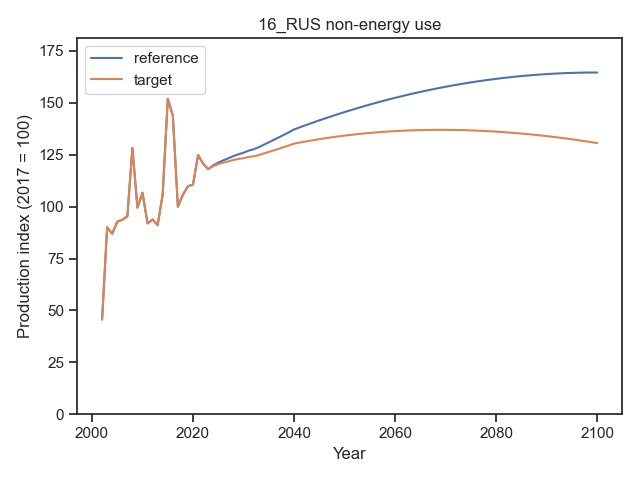 16_RUS non-energy use
reference
target
Production index (2017 = 100)
175
150
125
100
75
50
25
0
2000
2020
2040
2060
2080
2100
Year